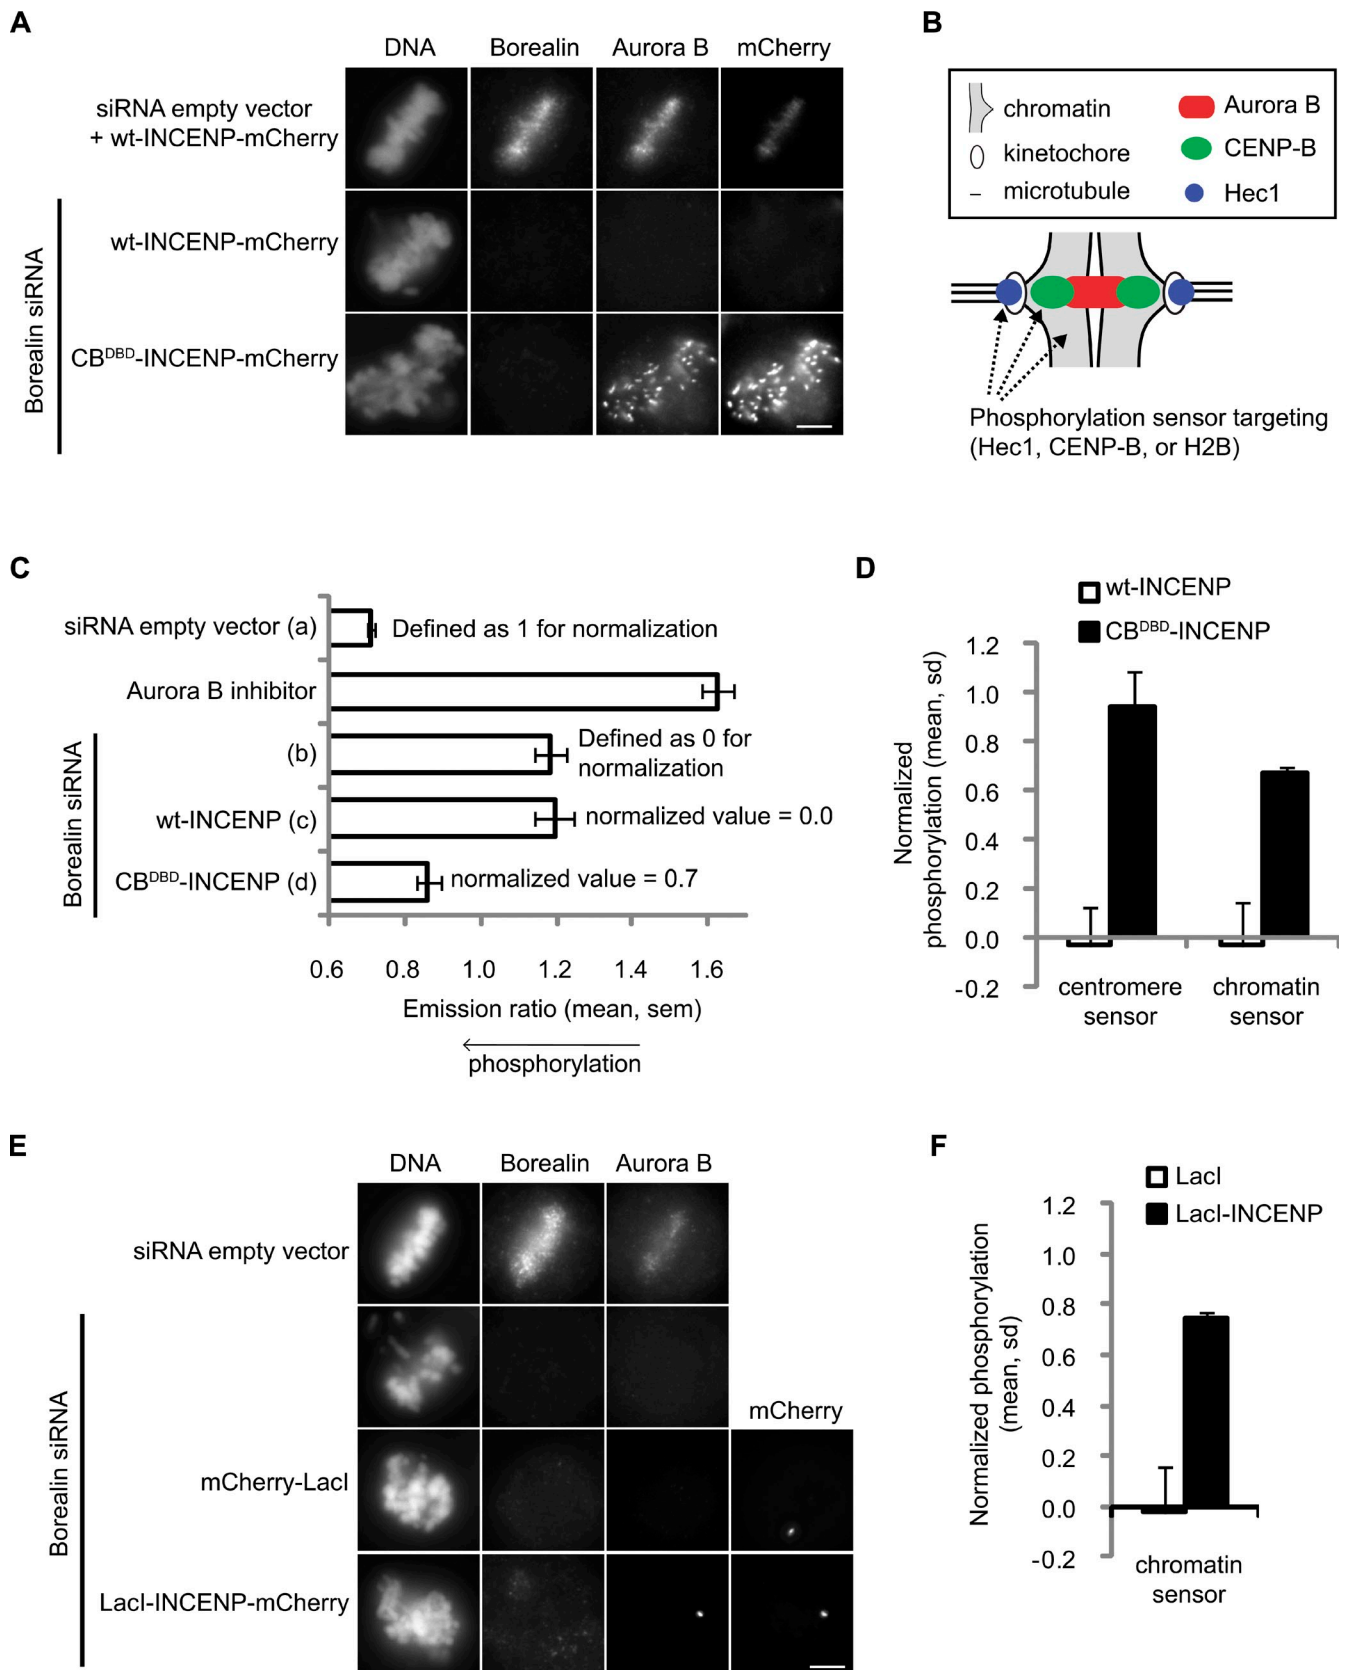 A
DNA Borealin Aurora B mCherry
siRNA empty vector
+ wt-INCENP-mCherry
wt-INCENP-mCherry
CBDBD-INCENP-mCherry
Borealin siRNA
B
chromatin
kinetochore
microtubule
Aurora B
CENP-B
Hec1
Phosphorylation sensor targeting
(Hec1, CENP-B, or H2B)
C
siRNA empty vector (a)
Defined as 1 for normalization
Aurora B inhibitor
(b)
Defined as 0 for
normalization
wt-INCENP (c)
normalized value = 0.0
CBDBD-INCENP (d)
normalized value = 0.7
Borealin siRNA
0.6 0.8 1.0 1.2 1.4 1.6
Emission ratio (mean, sem)
phosphorylation
D
wt-INCENP
CBDBD-INCENP
Normalized
phosphorylation (mean, sd)
1.2
1.0
0.8
0.6
0.4
0.2
0.0
-0.2
centromere
sensor
chromatin
sensor
E
DNA Borealin Aurora B
siRNA empty vector
mCherry
mCherry-LacI
LacI-INCENP-mCherry
Borealin siRNA
F
LacI
LacI-INCENP
Normalized phosphorylation
(mean, sd)
1.2
1.0
0.8
0.6
0.4
0.2
0.0
-0.2
chromatin
sensor